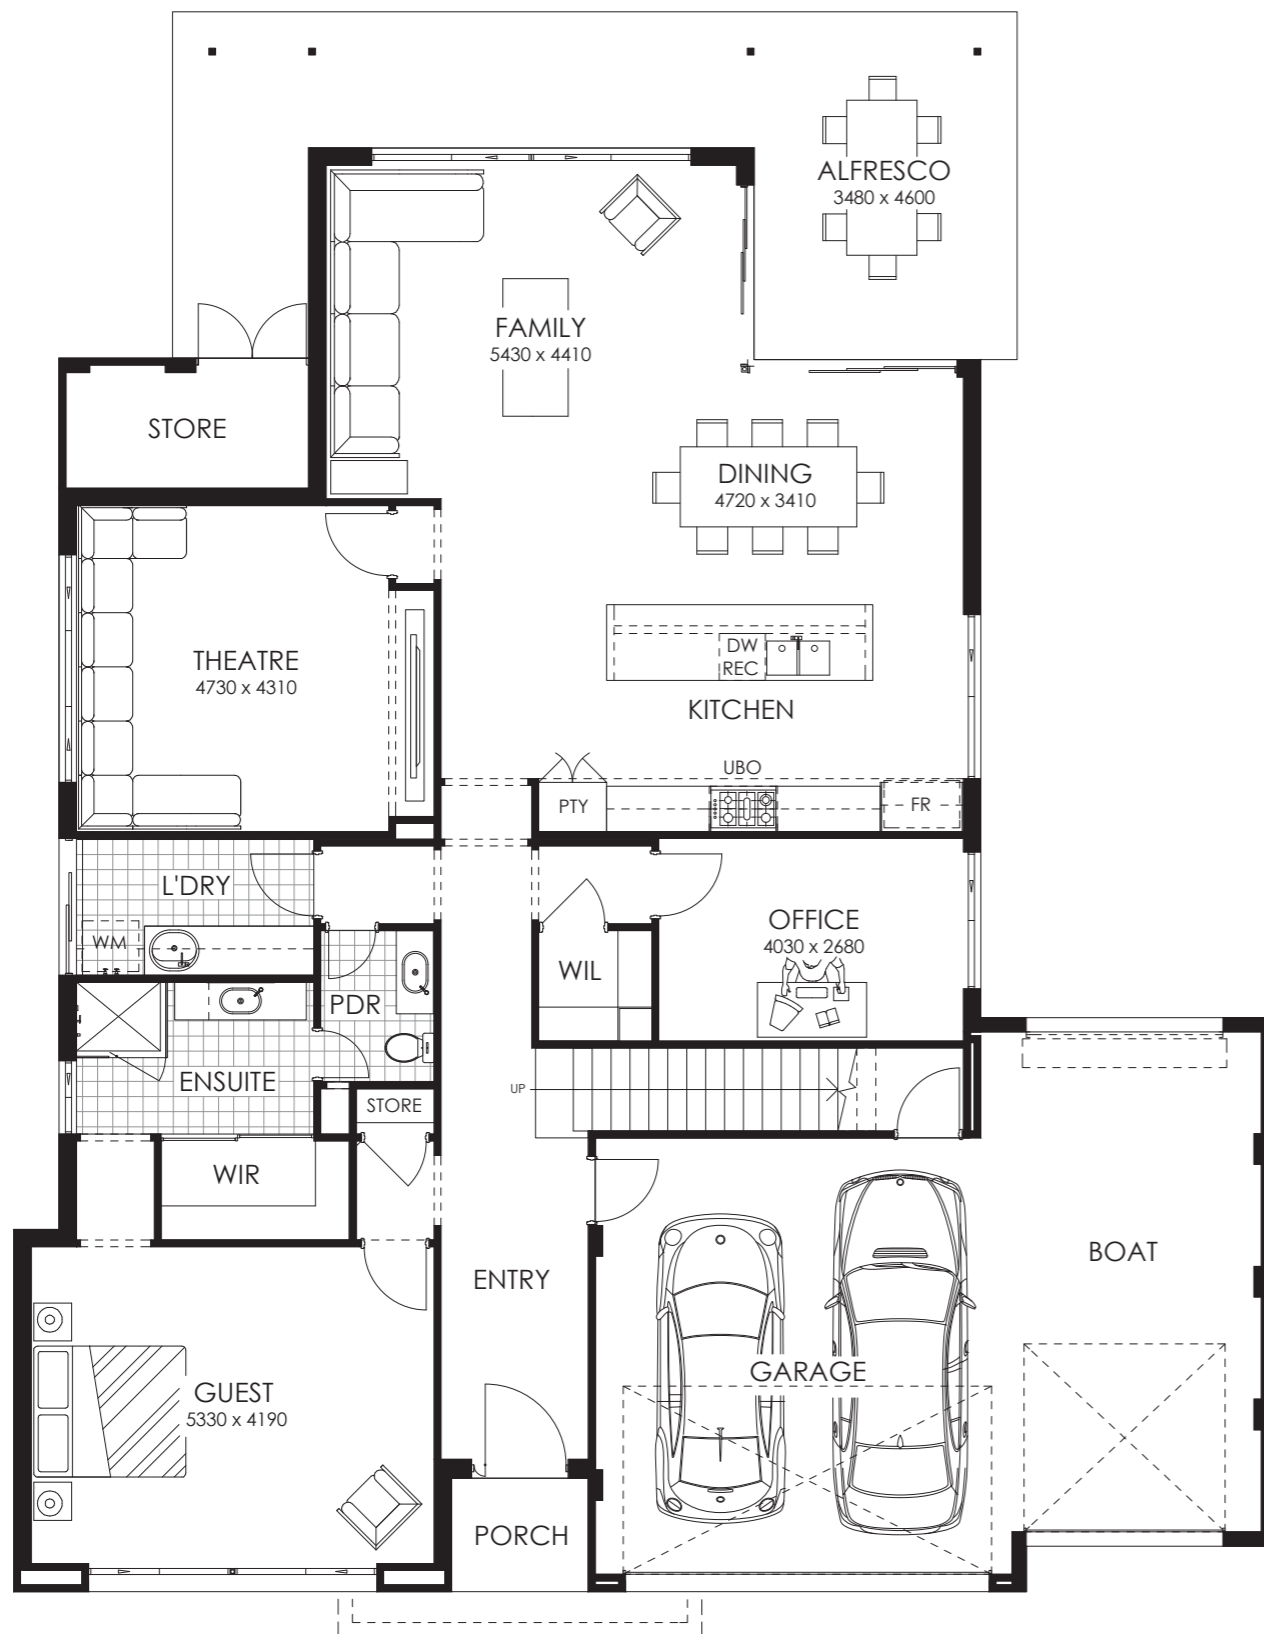 ALFRESCO
3480 x 4600
FAMILY
5430 x 4410
STORE
DINING
4720 x 3410
THEATRE
4730 x 4310
DW
REC
KITCHEN
UBO
PTY
FR
L'DRY
WM
OFFICE
4030 x 2680
WIL
PDR
ENSUITE
UP
STORE
WIR
ENTRY
BOAT
GARAGE
GUEST
5330 x 4190
PORCH